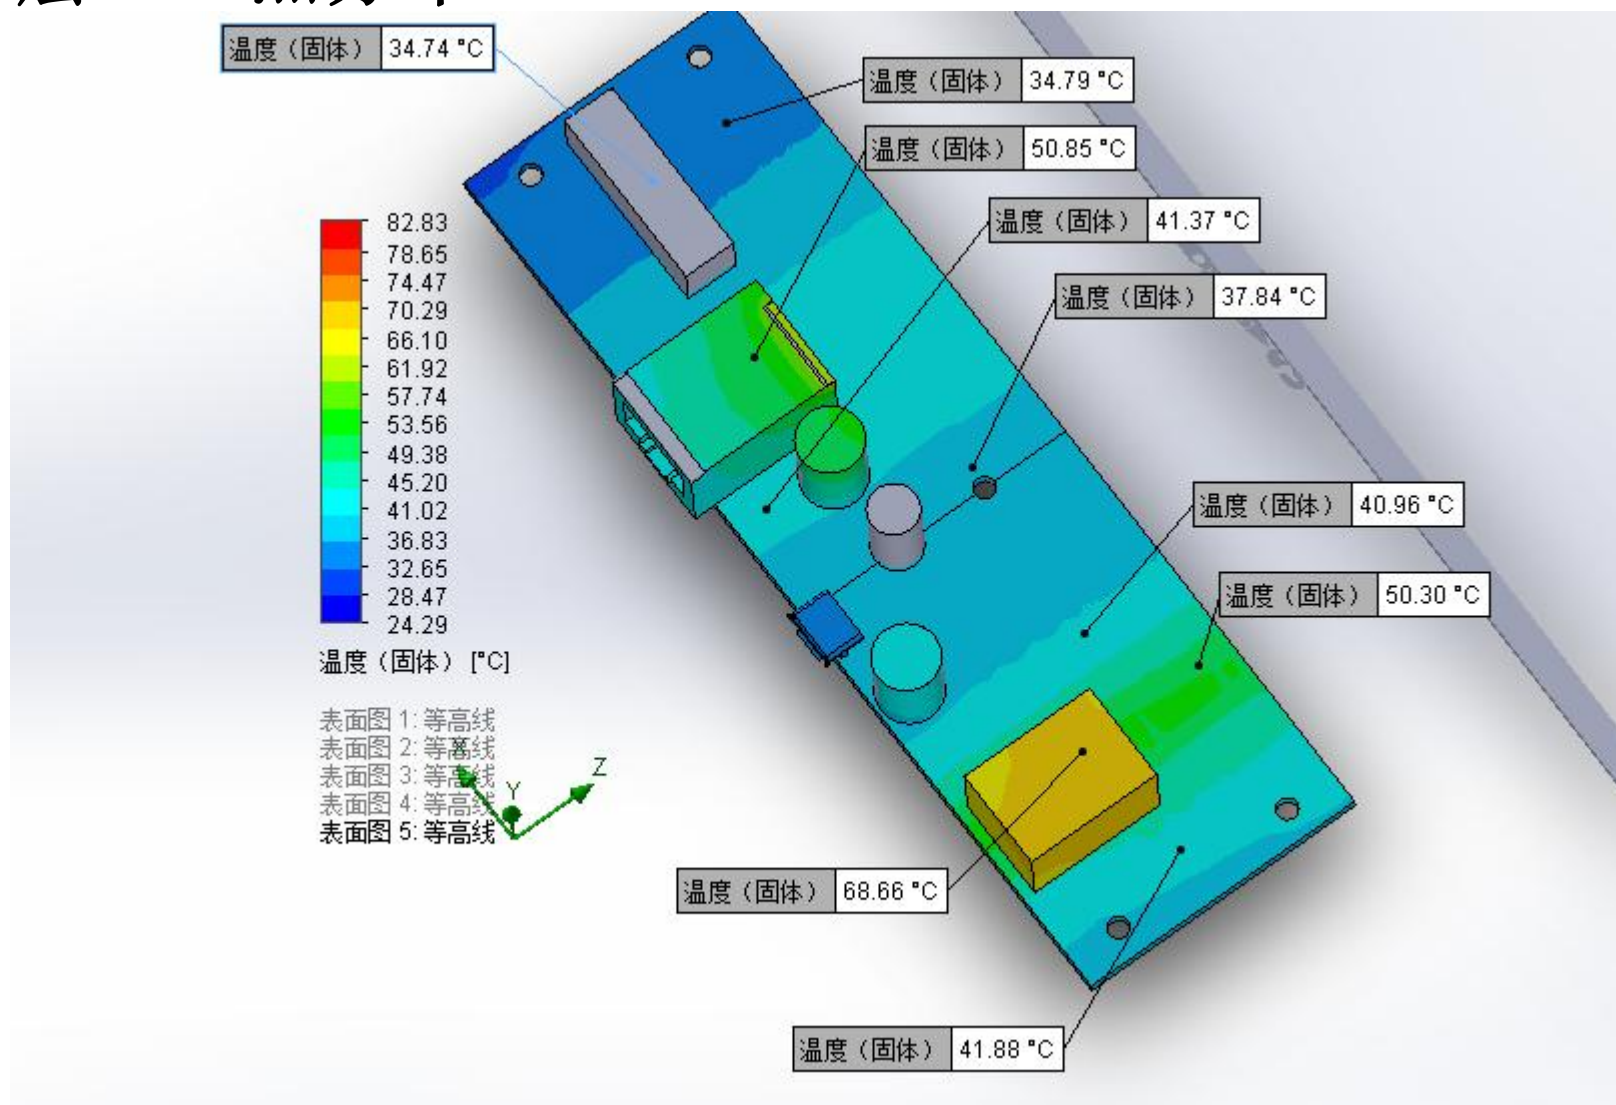 温度（固体） 34.74 °C
温度（固体） 34.79 °C
温度（固体） 50.85 °C
温度（固体） 41.37 °C
温度（固体） 37.84 °C
82.83
78.65
74.47
70.29
66.10
61.92
57.74
53.56
49.38
45.20
41.02
36.83
32.65
28.47
24.29
温度（固体） [°C]
温度（固体） 40.96 °C
温度（固体） 50.30 °C
表面图 1: 等高线
表面图 2: 等高线
表面图 3: 等高线
表面图 4: 等高线
表面图 5: 等高线
X
Y
Z
温度（固体） 68.66 °C
温度（固体） 41.88 °C